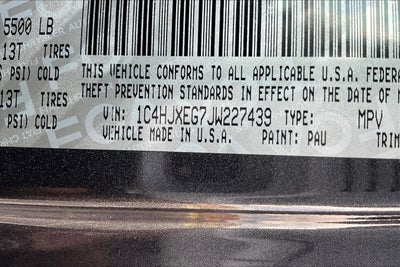 5500 LB
13T TIRES
PSI) COLD
13T TIRES
PSI) COLD
THIS VEHICLE CONFORMS TO ALL APPLICABLE U.S.A. FEDERA
THEFT PREVENTION STANDARDS IN EFFECT ON THE DATE OF M
VIN: 1C4HJXEG7JW227439 TYPE: MPV
VEHICLE MADE IN U.S.A. PAINT: PAU TRIM